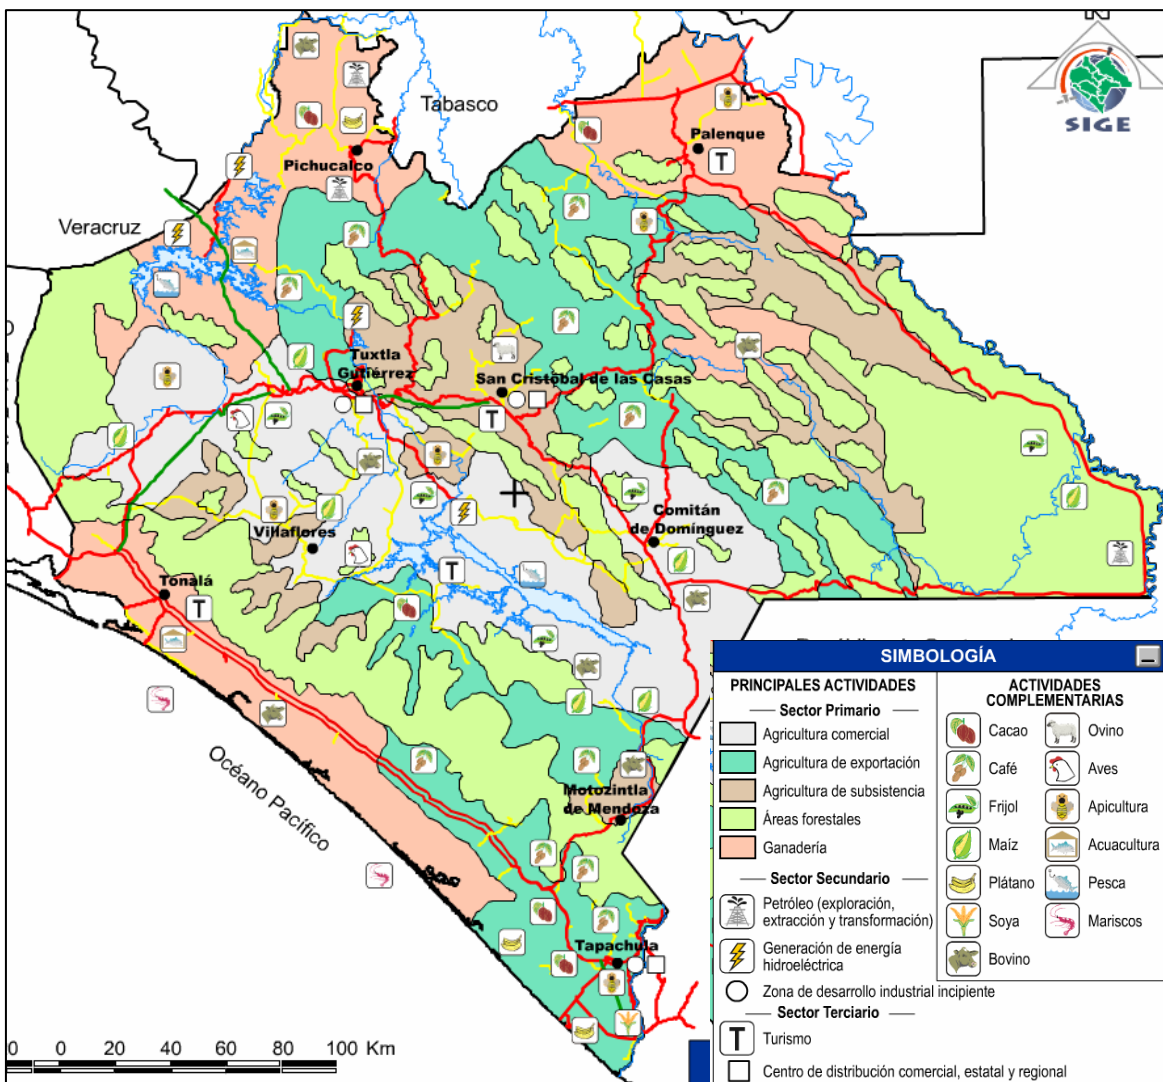 N
SIGE
Tabasco
Palenque
T
Pichucalco
Veracruz
Tuxtla
Gutiérrez
San Cristóbal de las Casas
T
Comitán
de Domínguez
Villaflores
T
Tonalá
T
Océano Pacífico
Motozintla
de Mendoza
Tapachula
0 0 20 40 60 80 100 Km
SIMBOLOGÍA
PRINCIPALES ACTIVIDADES
Sector Primario
Agricultura comercial
Agricultura de exportación
Agricultura de subsistencia
Áreas forestales
Ganadería
Sector Secundario
Petróleo (exploración,
extracción y transformación)
Generación de energía
hidroeléctrica
Zona de desarrollo industrial incipiente
Sector Terciario
T Turismo
Centro de distribución comercial, estatal y regional
ACTIVIDADES
COMPLEMENTARIAS
Cacao
Café
Frijol
Maíz
Plátano
Soya
Bovino
Ovino
Aves
Apicultura
Acuacultura
Pesca
Mariscos